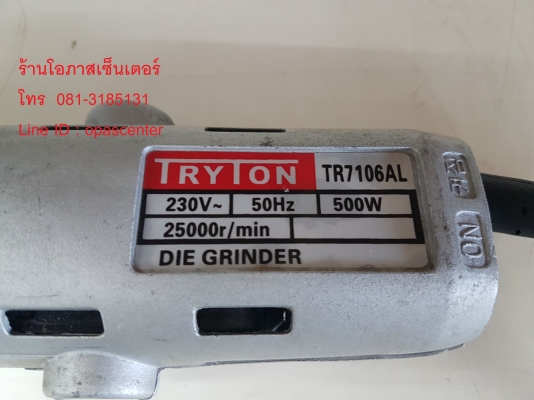 ร้านโอภาสเซ็นเตอร์
โทร 081-3185131
Line ID : opascenter
TRYTON TR7106AL
230V~ 50Hz 500W
25000r/min
DIE GRINDER
ON